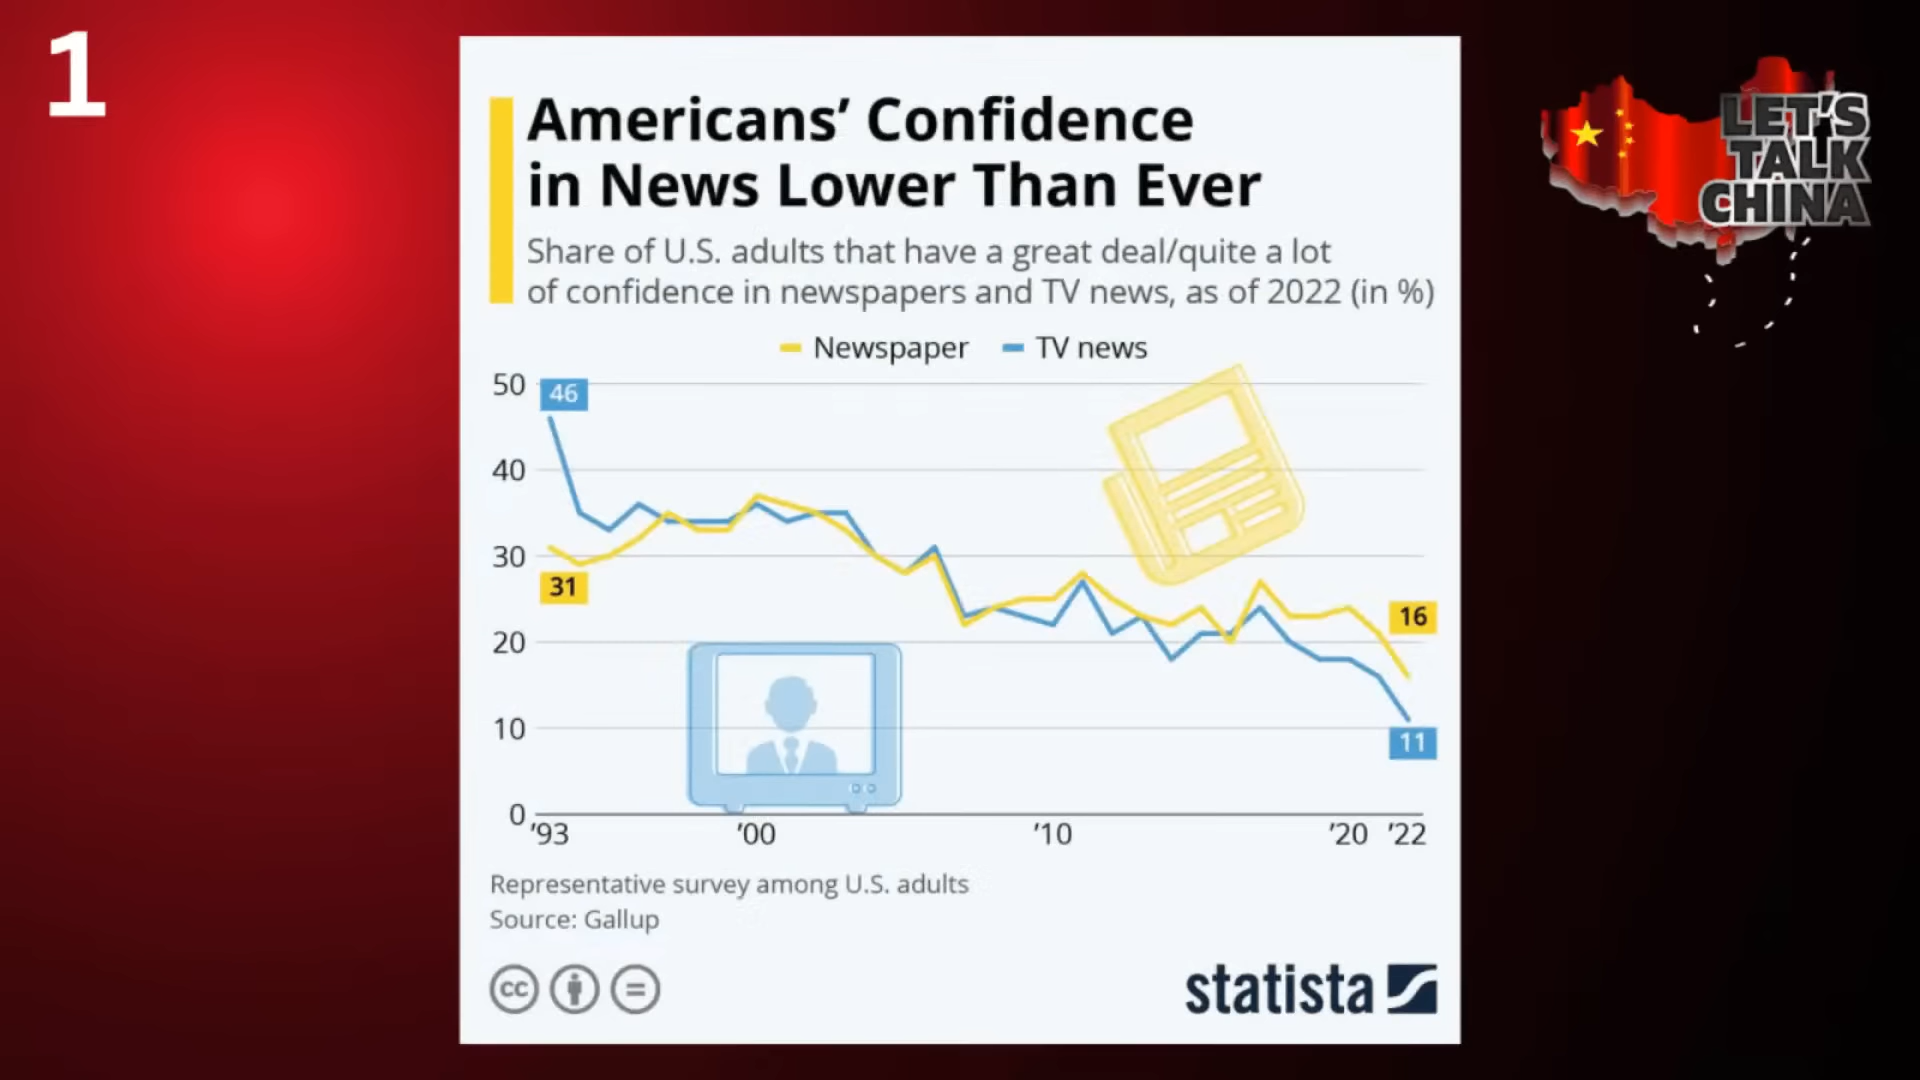 1
LET'S
TALK
CHINA
Americans' Confidence
in News Lower Than Ever
Share of U.S. adults that have a great deal/quite a lot
of confidence in newspapers and TV news, as of 2022 (in %)
Newspaper TV news
50
46
40
30
31
16
20
10
11
0
'93 '00 '10 '20 '22
Representative survey among U.S. adults
Source: Gallup
cc
statista